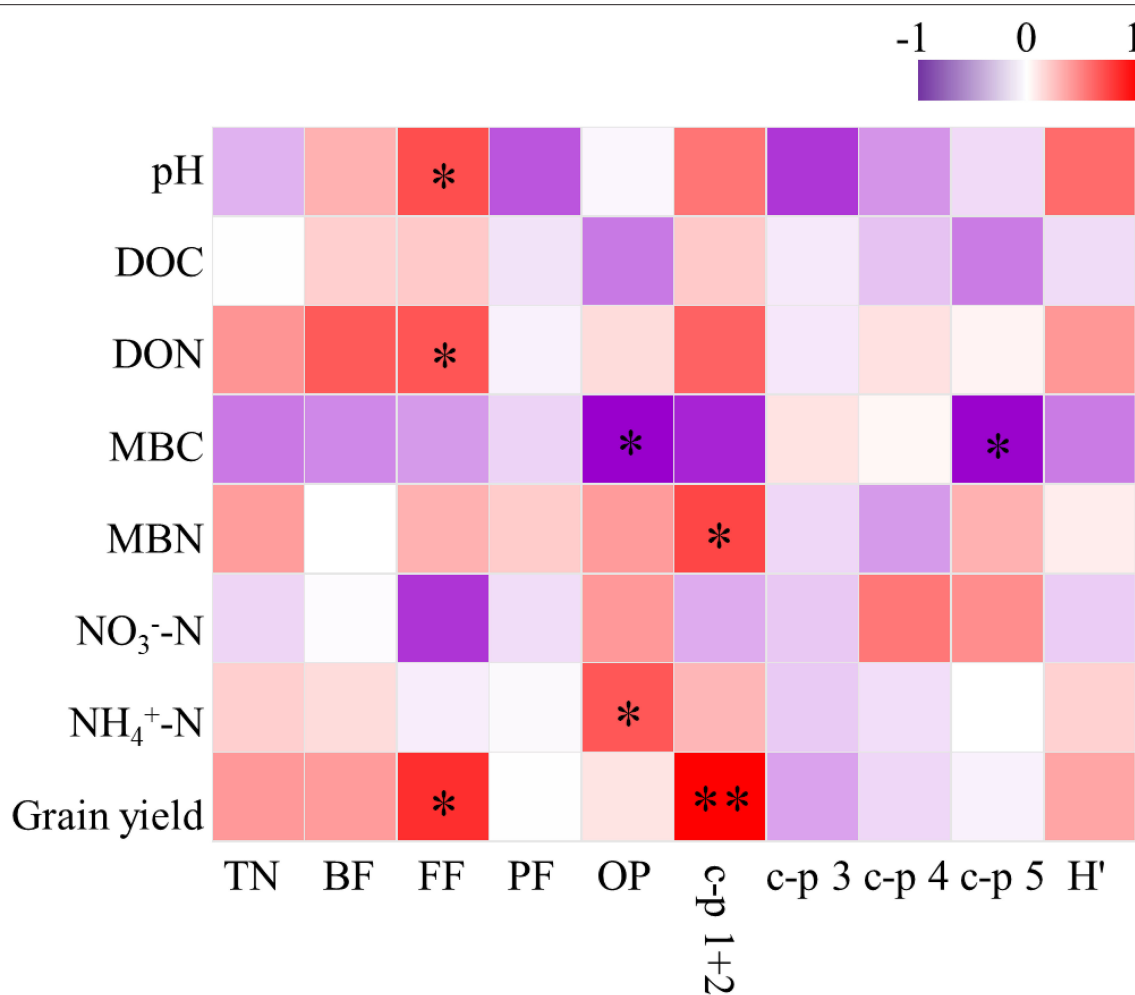 -1 0 1
pH *
DOC
DON *
MBC * *
MBN *
NO₃⁻-N
NH₄⁺-N *
Grain yield * **
TN BF FF PF OP c-p 1+2 c-p 3 c-p 4 c-p 5 H'